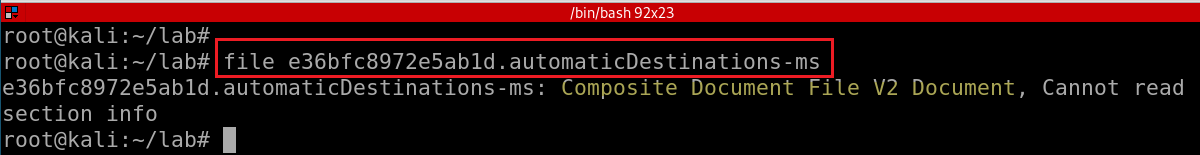 /bin/bash 92x23
root@kali:~/lab#
root@kali:~/lab# file e36bfc8972e5ab1d.automaticDestinations-ms
e36bfc8972e5ab1d.automaticDestinations-ms: Composite Document File V2 Document, Cannot read
section info
root@kali:~/lab#